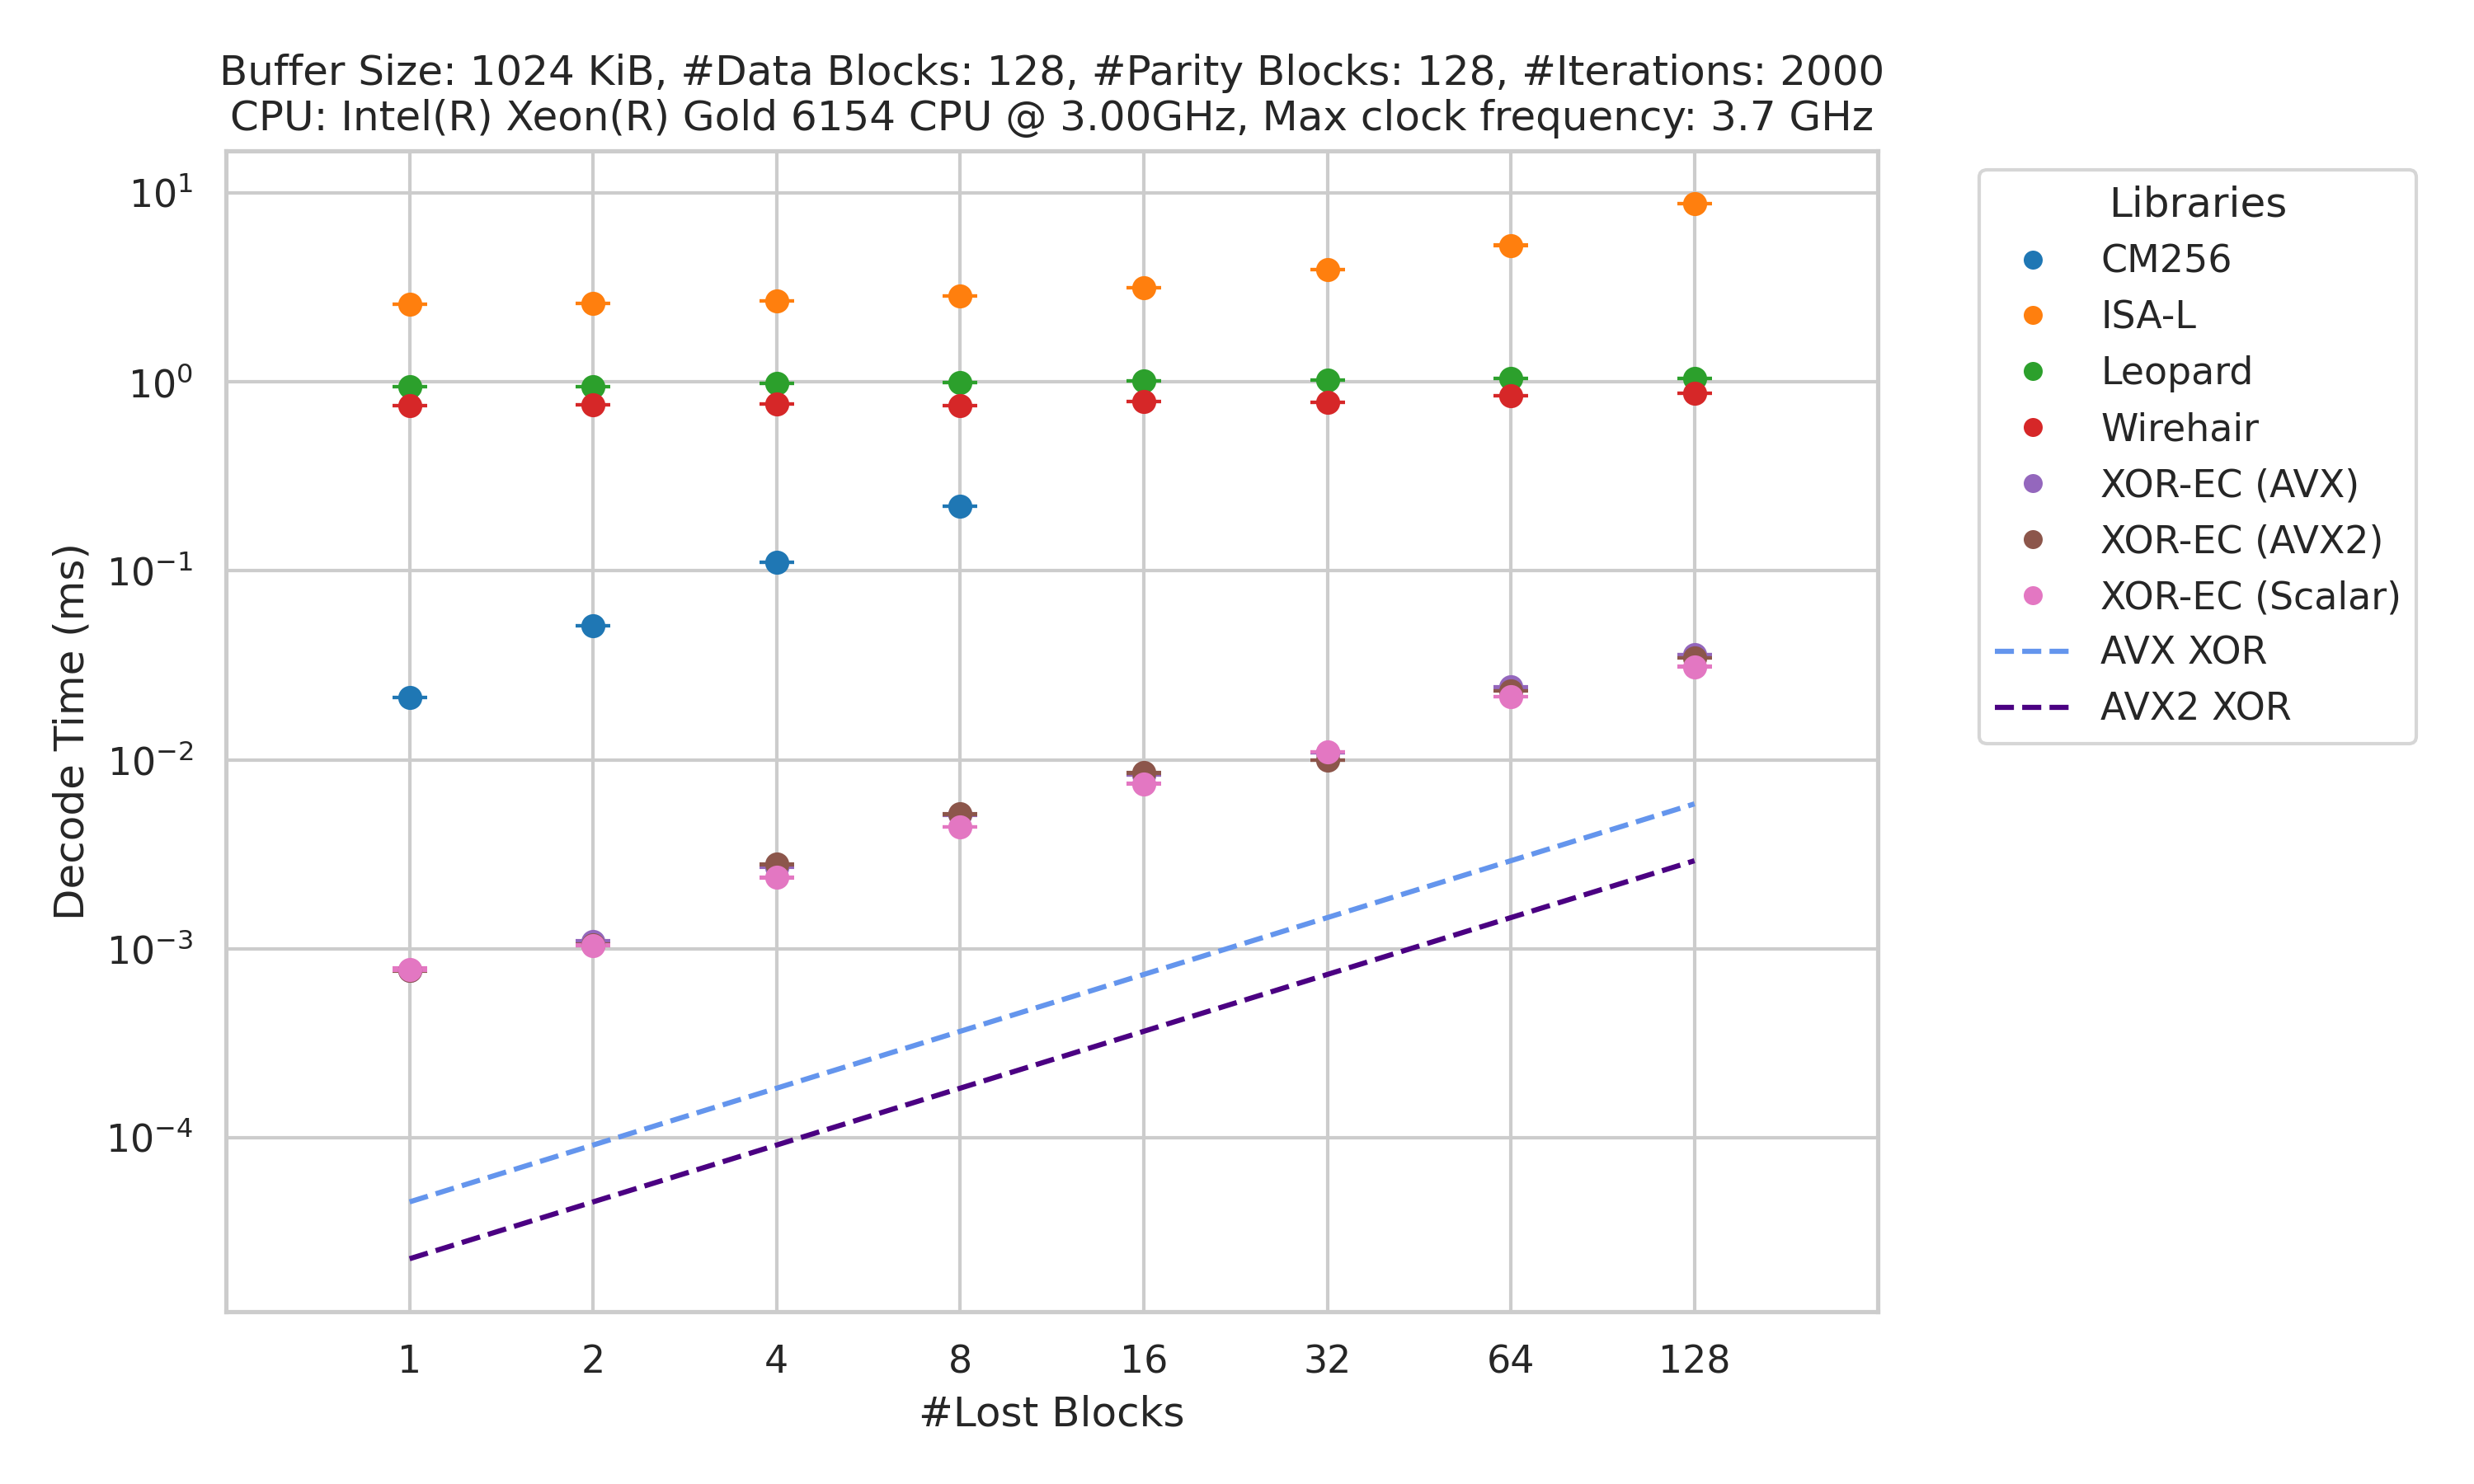 Buffer Size: 1024 KiB, #Data Blocks: 128, #Parity Blocks: 128, #Iterations: 2000
CPU: Intel(R) Xeon(R) Gold 6154 CPU @ 3.00GHz, Max clock frequency: 3.7 GHz
Decode Time (ms)
10¹
10⁰
10⁻¹
10⁻²
10⁻³
10⁻⁴
1 2 4 8 16 32 64 128
#Lost Blocks
Libraries
CM256
ISA-L
Leopard
Wirehair
XOR-EC (AVX)
XOR-EC (AVX2)
XOR-EC (Scalar)
AVX XOR
AVX2 XOR